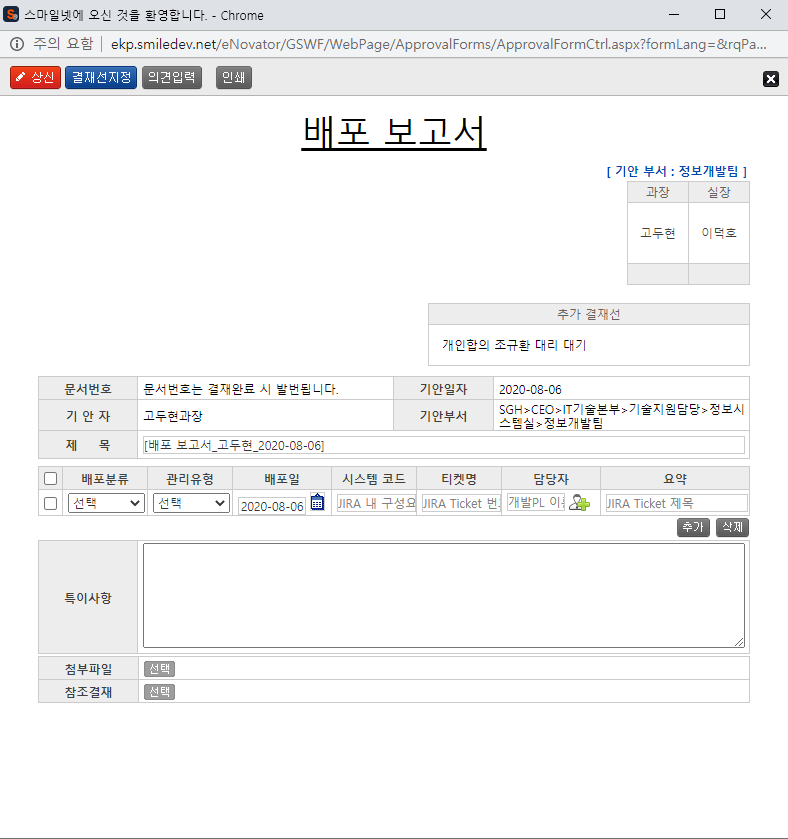 스마일넷에 오신 것을 환영합니다. - Chrome
주의 요함 | ekp.smiledev.net/eNovator/GSWF/WebPage/ApprovalForms/ApprovalFormCtrl.aspx?formLang=&rqPa...
상신 결재선지정 의견입력 인쇄
배포 보고서
[ 기안 부서 : 정보개발팀 ]
과장 실장
고두현 이덕호
추가 결재선
개인합의 조규환 대리 대기
문서번호 문서번호는 결재완료 시 발번됩니다. 기안일자 2020-08-06
기 안 자 고두현과장 기안부서 SGH>CEO>IT기술본부>기술지원담당>정보시
스템실>정보개발팀
제 목 [배포 보고서_고두현_2020-08-06]
배포분류 관리유형 배포일 시스템 코드 티켓명 담당자 요약
선택 선택 2020-08-06 JIRA 내 구성요 JIRA Ticket 번 개발PL 이 JIRA Ticket 제목
추가 삭제
특이사항
첨부파일 선택
참조결재 선택